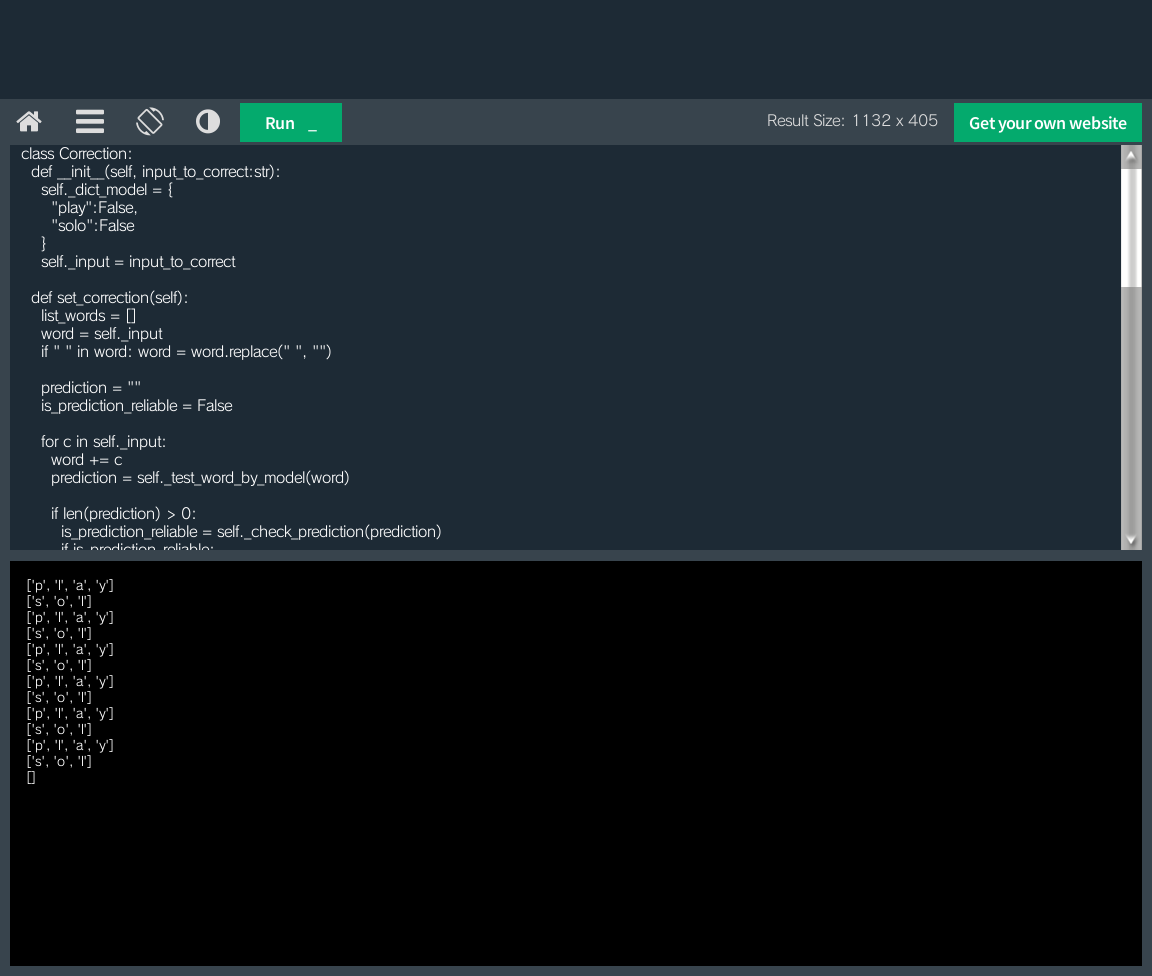 Run _
Result Size: 1132 x 405
Get your own website
class Correction:
def __init__(self, input_to_correct:str):
self._dict_model = {
"play":False,
"solo":False
}
self._input = input_to_correct
def set_correction(self):
list_words = []
word = self._input
if " " in word: word = word.replace(" ", "")
prediction = ""
is_prediction_reliable = False
for c in self._input:
word += c
prediction = self._test_word_by_model(word)
if len(prediction) > 0:
is_prediction_reliable = self._check_prediction(prediction)
if is_prediction_reliable:
['p', 'l', 'a', 'y']
['s', 'o', 'l']
['p', 'l', 'a', 'y']
['s', 'o', 'l']
['p', 'l', 'a', 'y']
['s', 'o', 'l']
['p', 'l', 'a', 'y']
['s', 'o', 'l']
['p', 'l', 'a', 'y']
['s', 'o', 'l']
['p', 'l', 'a', 'y']
['s', 'o', 'l']
[]